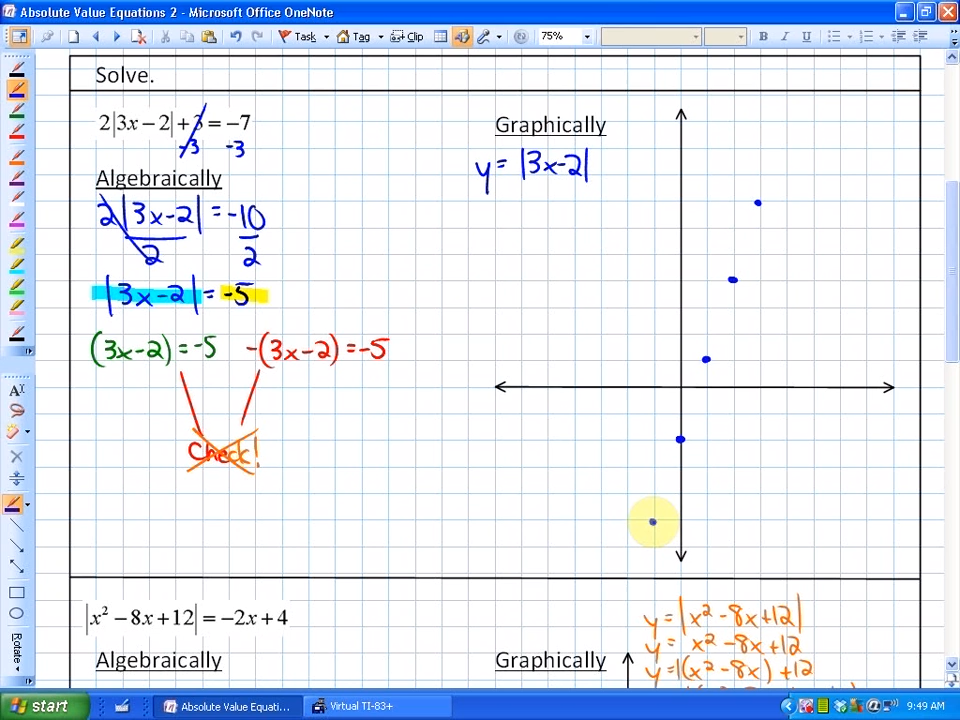 Absolute Value Equations 2 - Microsoft Office OneNote
Task Tag Clip 75% B I U
Solve.
2|3x − 2| + 3 = −7
-3 -3
Algebraically
2|3x-2| = -10
2 2
|3x-2| = -5
(3x-2) = -5 -(3x-2) = -5
Check!
Graphically
y = |3x-2|
|x² − 8x + 12| = −2x + 4
Algebraically
Graphically
y = |x² - 8x + 12|
y = x² - 8x + 12
y = 1(x² - 8x) + 12
Rotate
start Absolute Value Equati... Virtual TI-83+ 9:49 AM